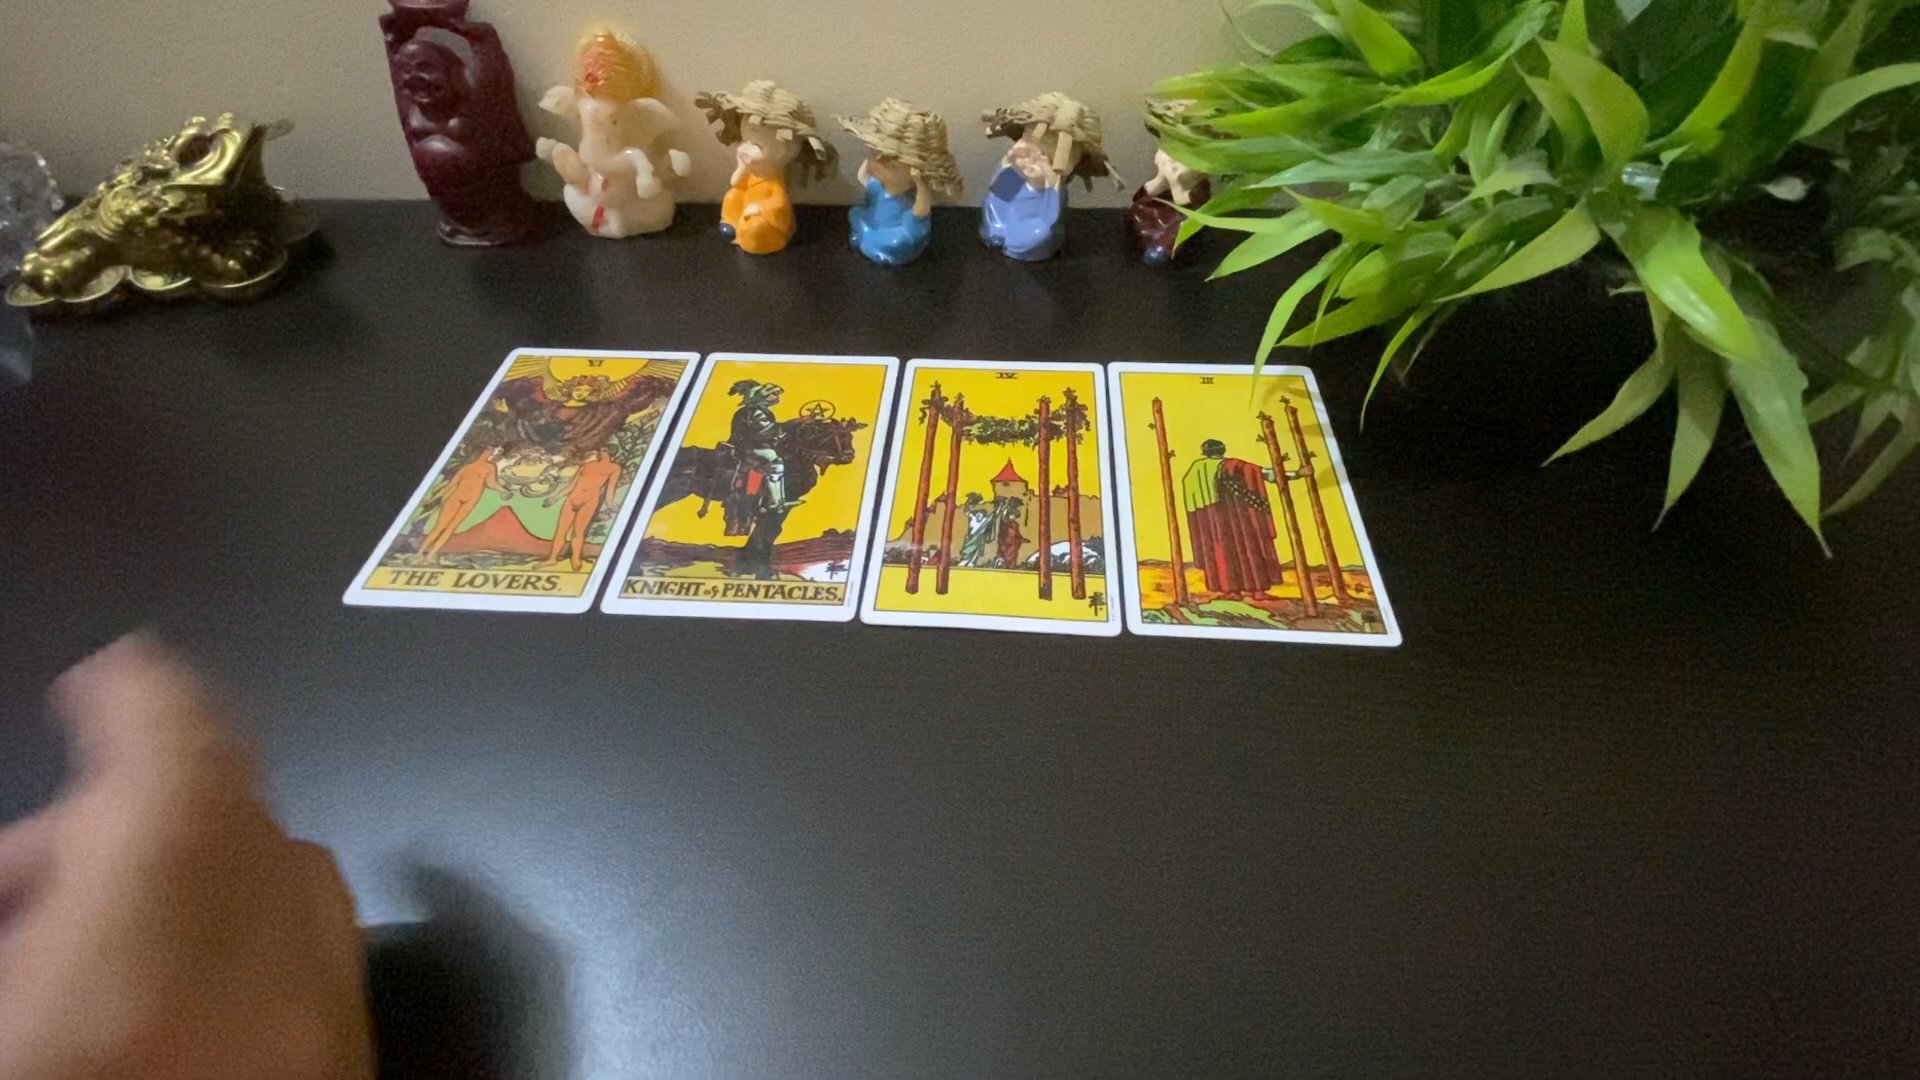 VI
THE LOVERS.
KNIGHT of PENTACLES.
IV
III